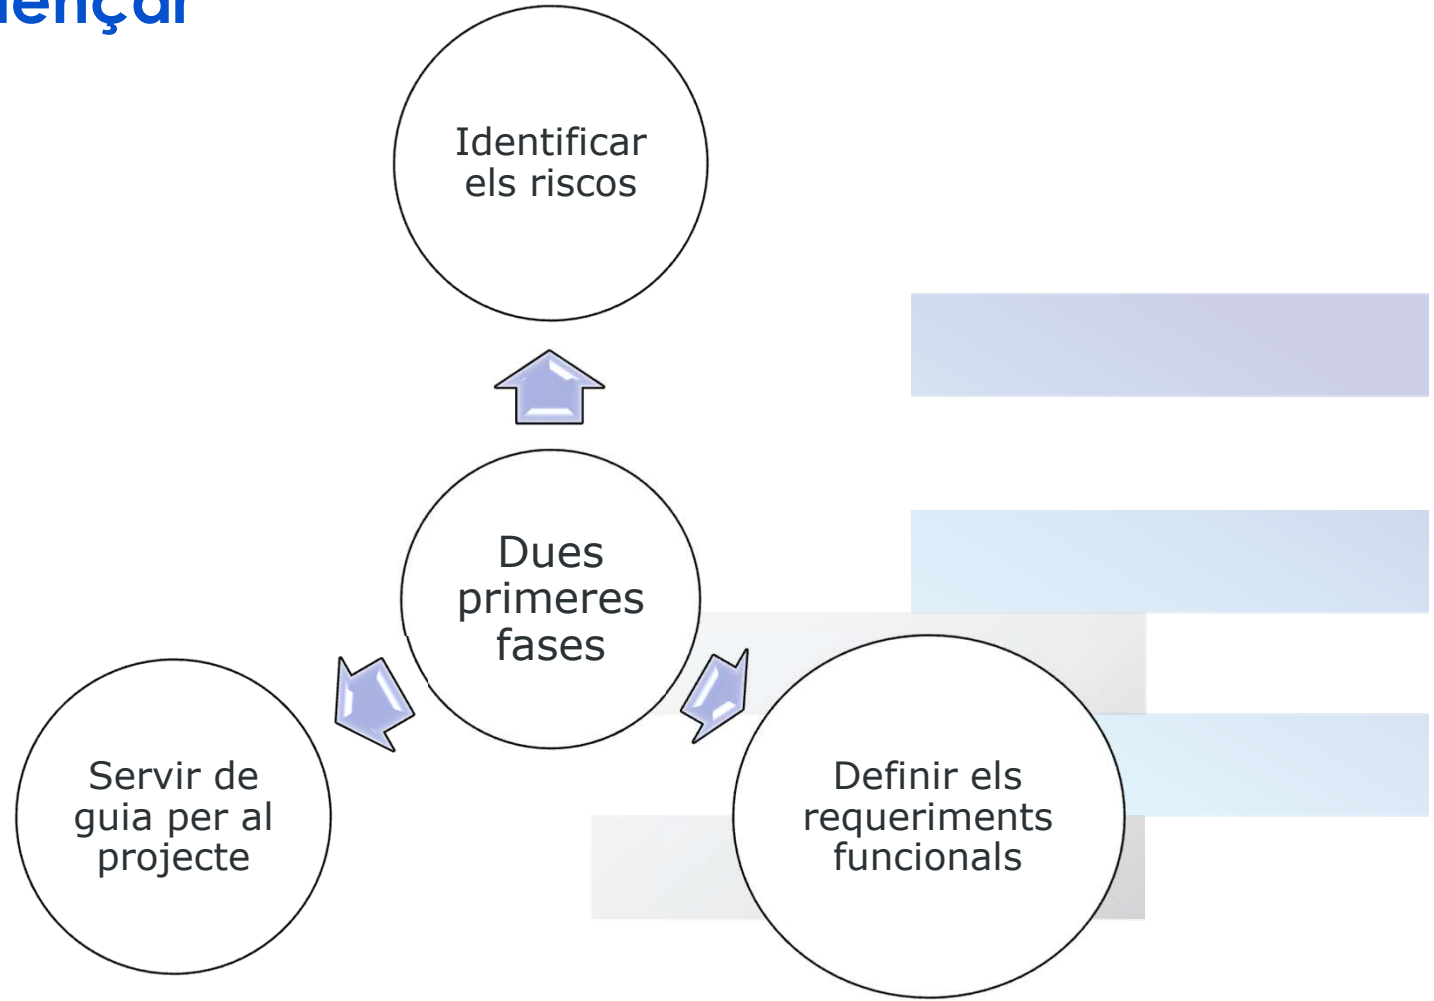 Identificar
els riscos
Dues
primeres
fases
Servir de
guia per al
projecte
Definir els
requeriments
funcionals